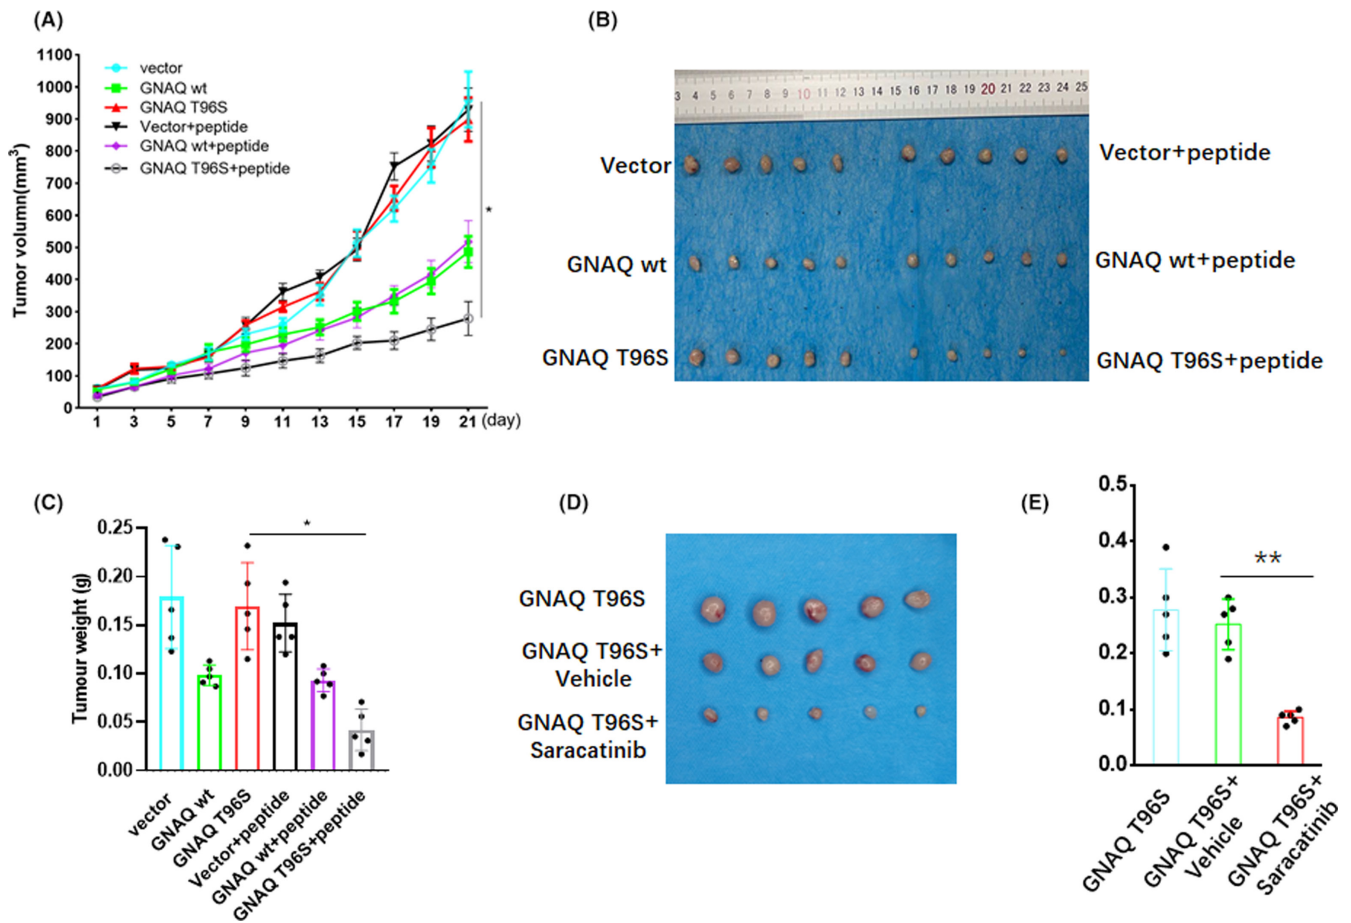 (A)
1100
1000
900
800
700
600
500
400
300
200
100
0
Tumor volumn(mm³)
vector
GNAQ wt
GNAQ T96S
Vector+peptide
GNAQ wt+peptide
GNAQ T96S+peptide
*
1 3 5 7 9 11 13 15 17 19 21 (day)
(B)
3 4 5 6 7 8 9 10 11 12 13 14 15 16 17 18 19 20 21 22 23 24 25
Vector
Vector+peptide
GNAQ wt
GNAQ wt+peptide
GNAQ T96S
GNAQ T96S+peptide
(C)
0.25
0.20
0.15
0.10
0.05
0.00
Tumour weight (g)
*
vector
GNAQ wt
GNAQ T96S
Vector+peptide
GNAQ wt+peptide
GNAQ T96S+peptide
(D)
GNAQ T96S
GNAQ T96S+
Vehicle
GNAQ T96S+
Saracatinib
(E)
0.5
0.4
0.3
0.2
0.1
0.0
**
GNAQ T96S
GNAQ T96S+
Vehicle
GNAQ T96S+
Saracatinib